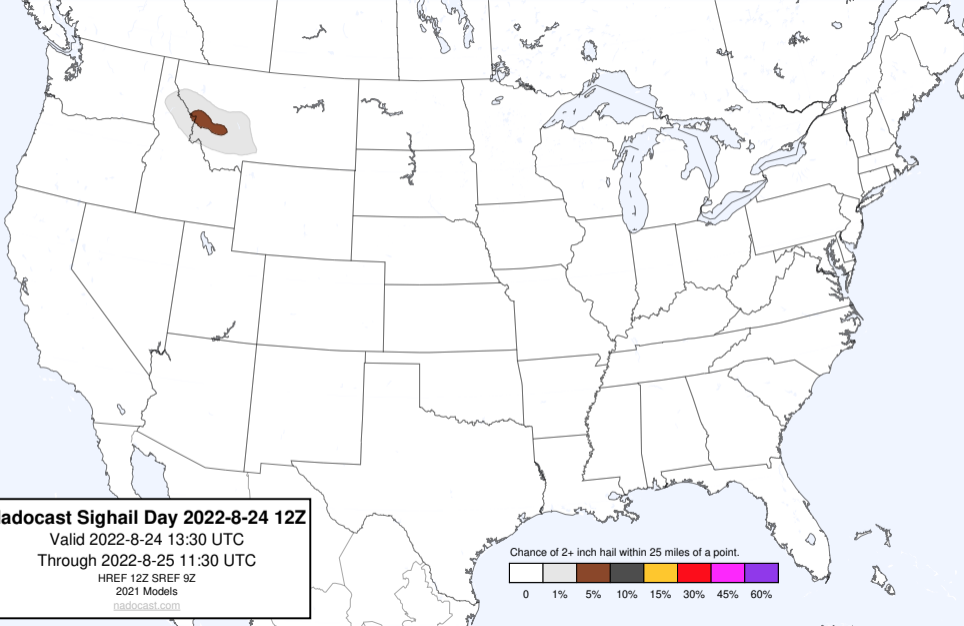 adocast Sighail Day 2022-8-24 12Z
Valid 2022-8-24 13:30 UTC
Through 2022-8-25 11:30 UTC
HREF 12Z SREF 9Z
2021 Models
nadocast.com
Chance of 2+ inch hail within 25 miles of a point.
0 1% 5% 10% 15% 30% 45% 60%